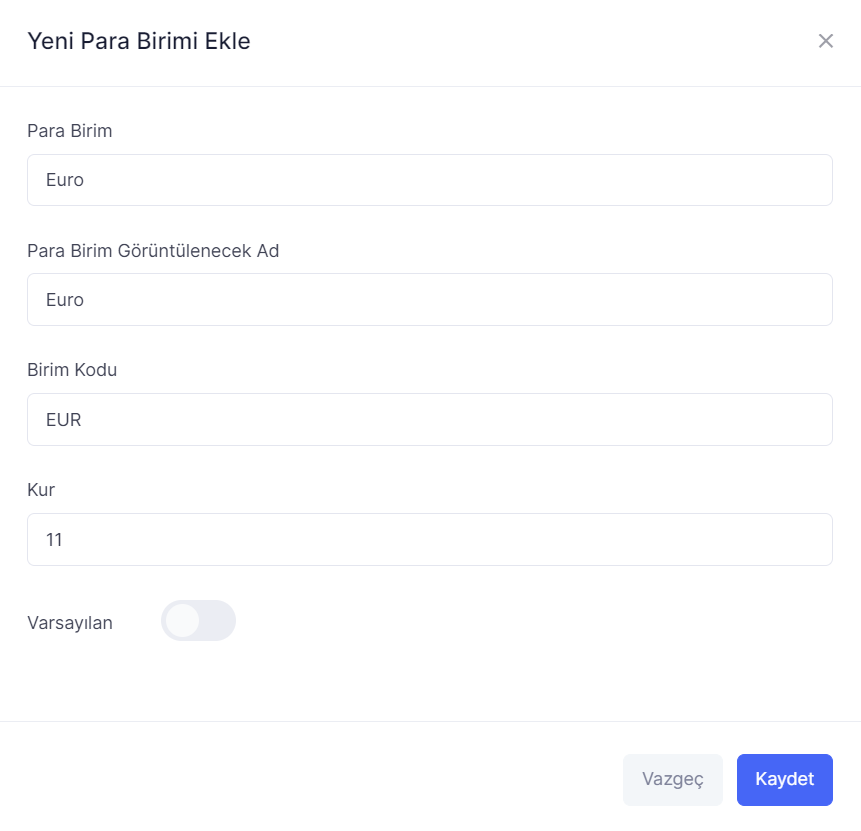 Yeni Para Birimi Ekle
Para Birim
Euro
Para Birim Görüntülenecek Ad
Euro
Birim Kodu
EUR
Kur
11
Varsayılan
Vazgeç
Kaydet